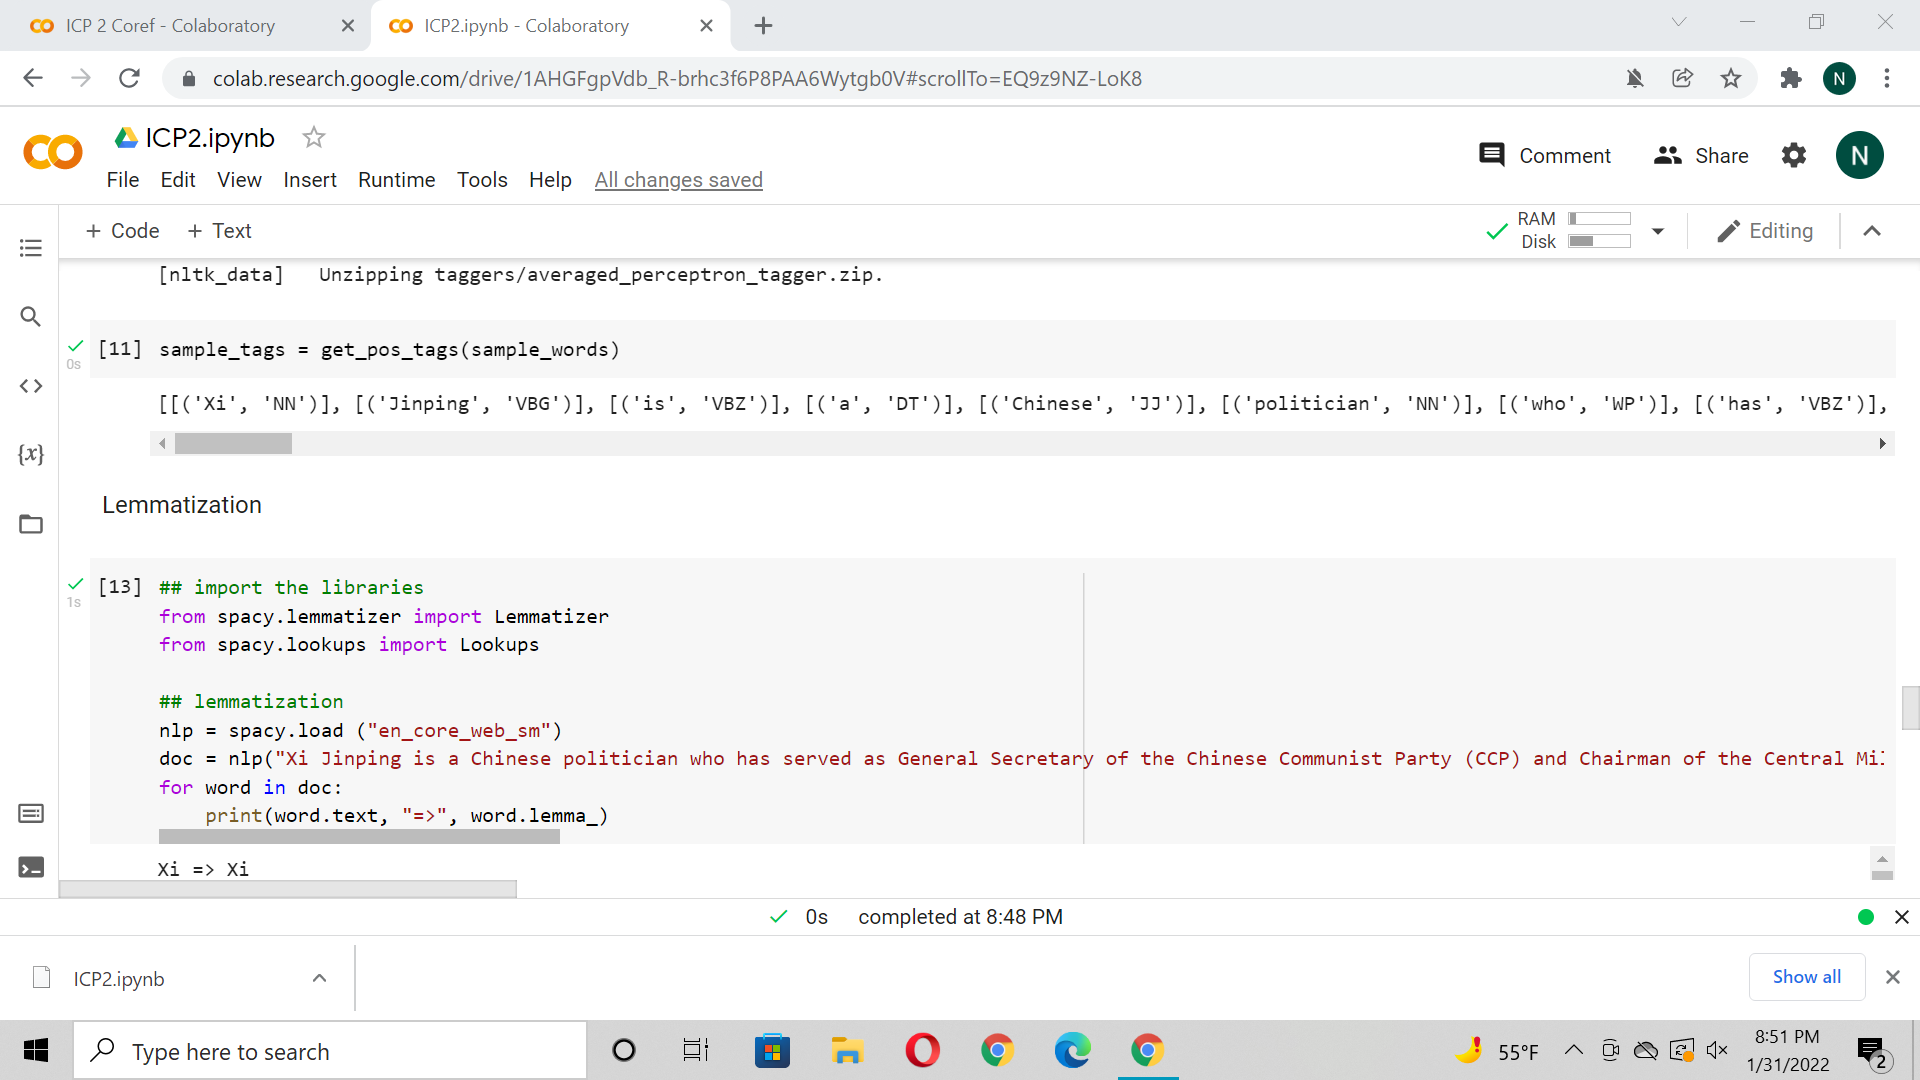 ICP 2 Coref - Colaboratory
ICP2.ipynb - Colaboratory
colab.research.google.com/drive/1AHGFgpVdb_R-brhc3f6P8PAA6Wytgb0V#scrollTo=EQ9z9NZ-LoK8
N
ICP2.ipynb
File Edit View Insert Runtime Tools Help All changes saved
Comment Share N
+ Code + Text
RAM
Disk
Editing
[nltk_data]   Unzipping taggers/averaged_perceptron_tagger.zip.
[11] sample_tags = get_pos_tags(sample_words)
0s
[[('Xi', 'NN')], [('Jinping', 'VBG')], [('is', 'VBZ')], [('a', 'DT')], [('Chinese', 'JJ')], [('politician', 'NN')], [('who', 'WP')], [('has', 'VBZ')],
Lemmatization
[13] ## import the libraries
1s
from spacy.lemmatizer import Lemmatizer
from spacy.lookups import Lookups
## lemmatization
nlp = spacy.load ("en_core_web_sm")
doc = nlp("Xi Jinping is a Chinese politician who has served as General Secretary of the Chinese Communist Party (CCP) and Chairman of the Central Mil
for word in doc:
    print(word.text, "=>", word.lemma_)
Xi => Xi
0s completed at 8:48 PM
ICP2.ipynb
Show all
Type here to search
55°F
8:51 PM
1/31/2022
2